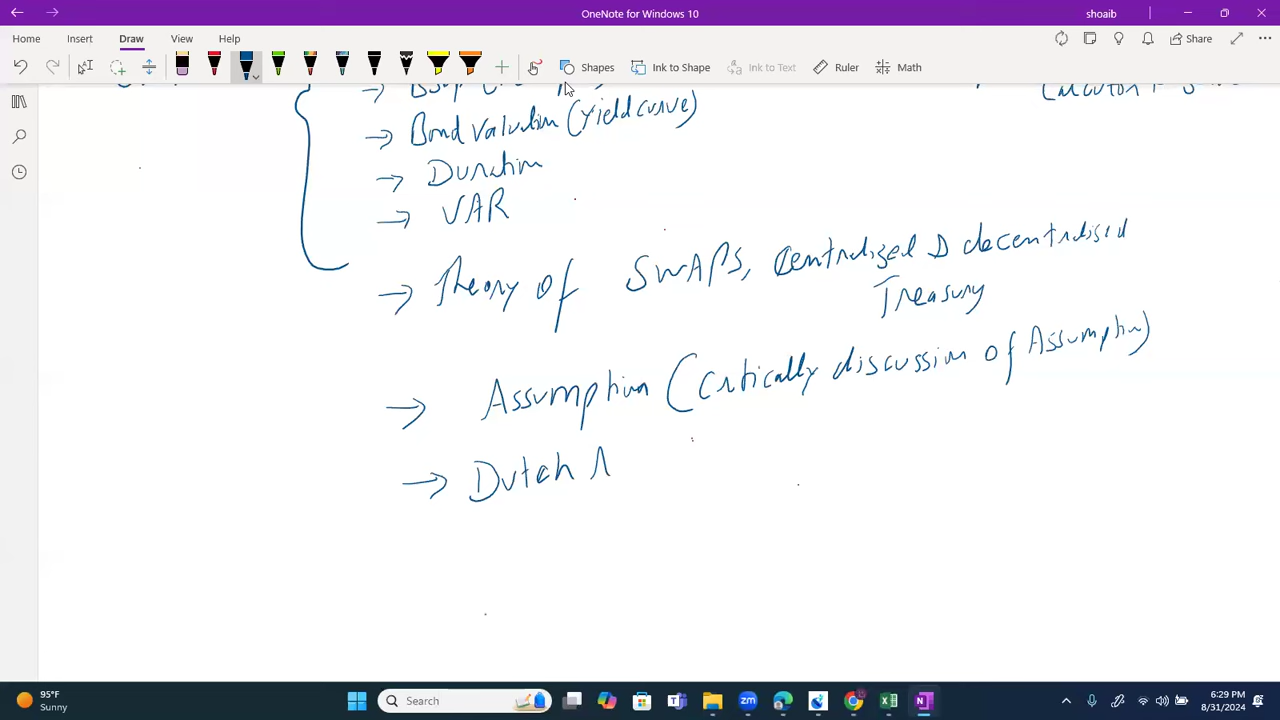 OneNote for Windows 10
shoaib
Home Insert Draw View Help
Share
Shapes Ink to Shape Ink to Text Ruler Math
→ Bond valuation (Yield curve)
→ Duration
→ VAR
→ Theory of SWAPS, Centralized & decentralised
Treasury
→ Assumption (critically discussion of Assumption)
→ Dutch A
95°F
Sunny
Search
6:29 PM
8/31/2024